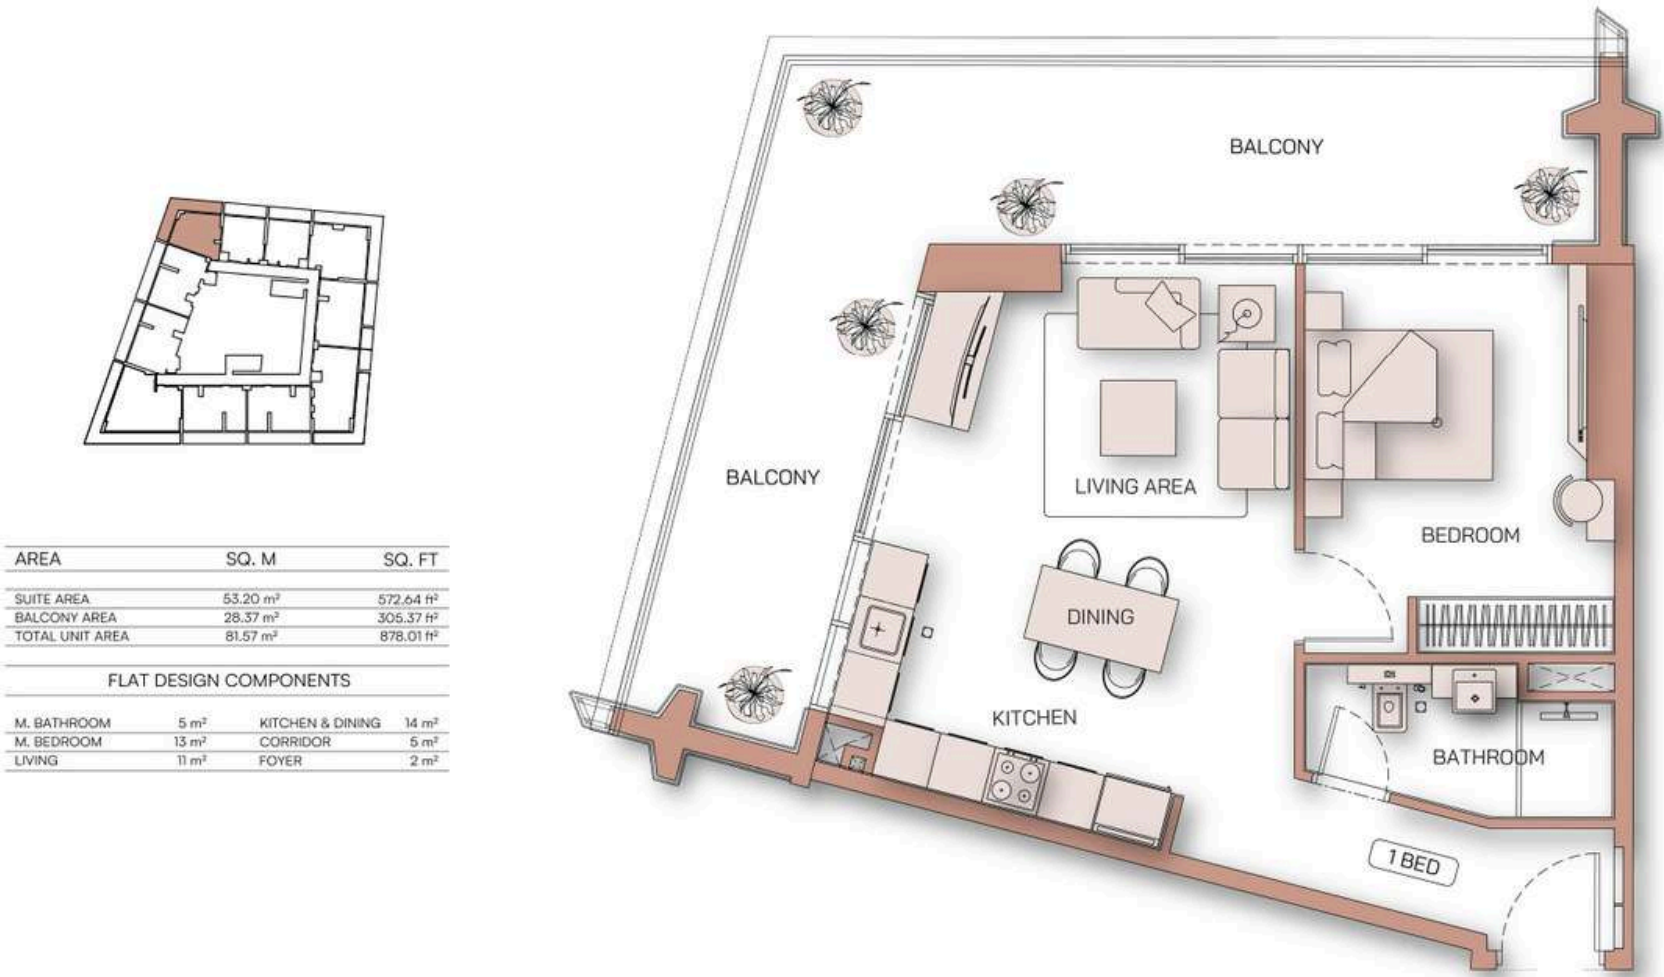 BALCONY
BALCONY
LIVING AREA
BEDROOM
DINING
KITCHEN
BATHROOM
1 BED
AREA SQ. M SQ. FT
SUITE AREA 53.20 m² 572.64 ft²
BALCONY AREA 28.37 m² 305.37 ft²
TOTAL UNIT AREA 81.57 m² 878.01 ft²
FLAT DESIGN COMPONENTS
M. BATHROOM 5 m² KITCHEN & DINING 14 m²
M. BEDROOM 13 m² CORRIDOR 5 m²
LIVING 11 m² FOYER 2 m²